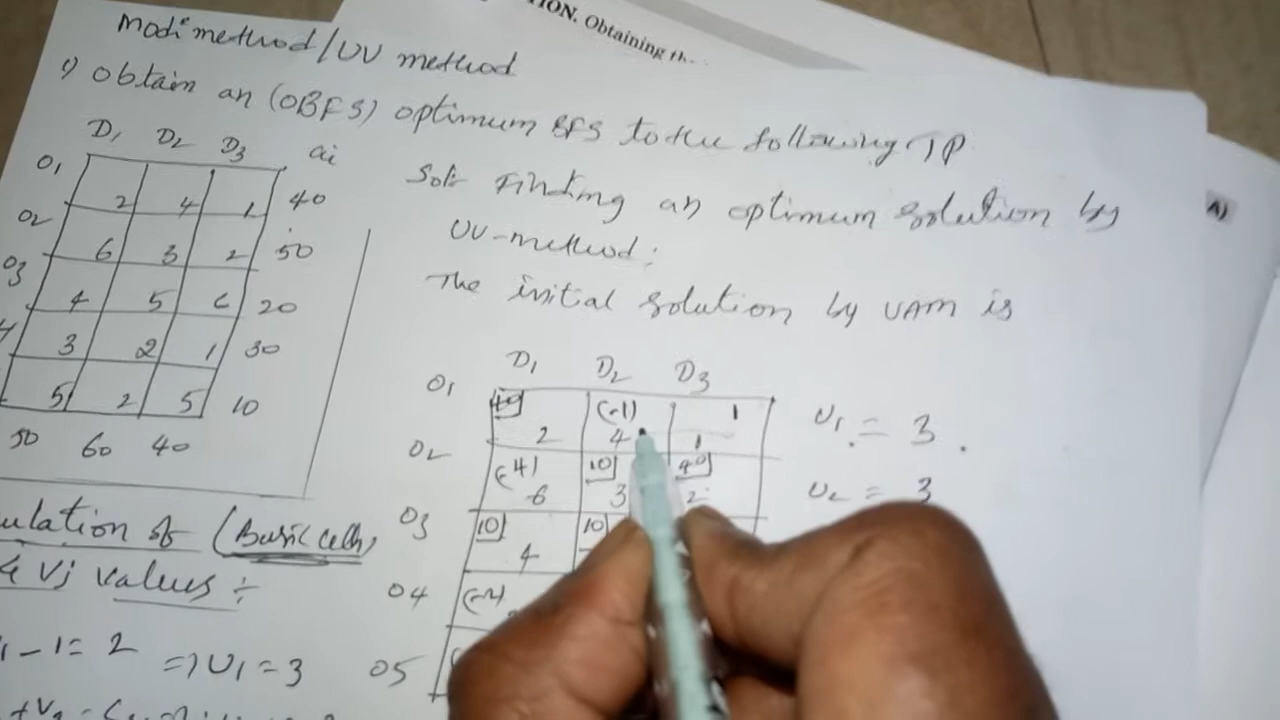 ION. Obtaining th
A)
Modi method/UV method
1) Obtain an (OBFS) optimum BFS to the following TP
D1 D2 D3 ai
O1 2 4 1 40
O2 6 3 2 50
O3 4 5 6 20
3 2 1 30
5 2 5 10
50 60 40
Sol: Finding an optimum solution by
UV-method:
The initial solution by VAM is
D1 D2 D3
O1 (-1) 1 U1 = 3
2 4 1
O2 (-4) 10 40 U2 = 3
6 3 2
O3 10 10
4
O4
O5
ulation of (Basic cells,
& Vj values ÷
1 - 1 = 2 => U1 = 3